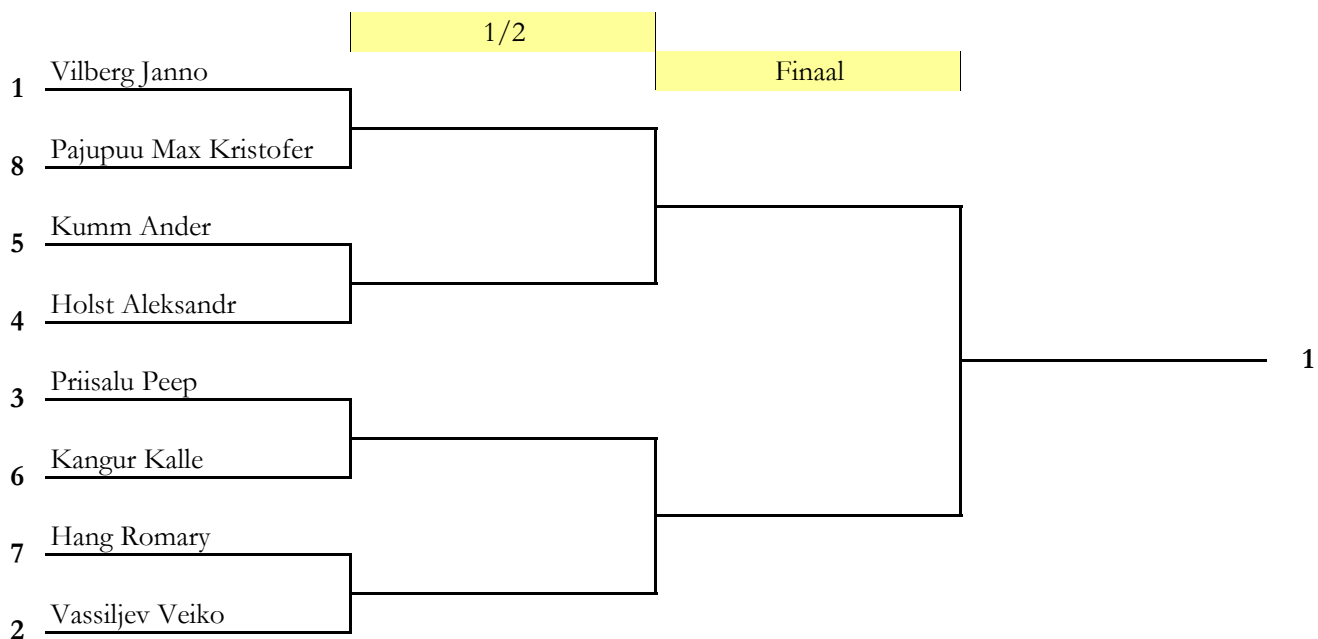 1/2
Finaal
1 Vilberg Janno
8 Pajupuu Max Kristofer
5 Kumm Ander
4 Holst Aleksandr
1
3 Priisalu Peep
6 Kangur Kalle
7 Hang Romary
2 Vassiljev Veiko